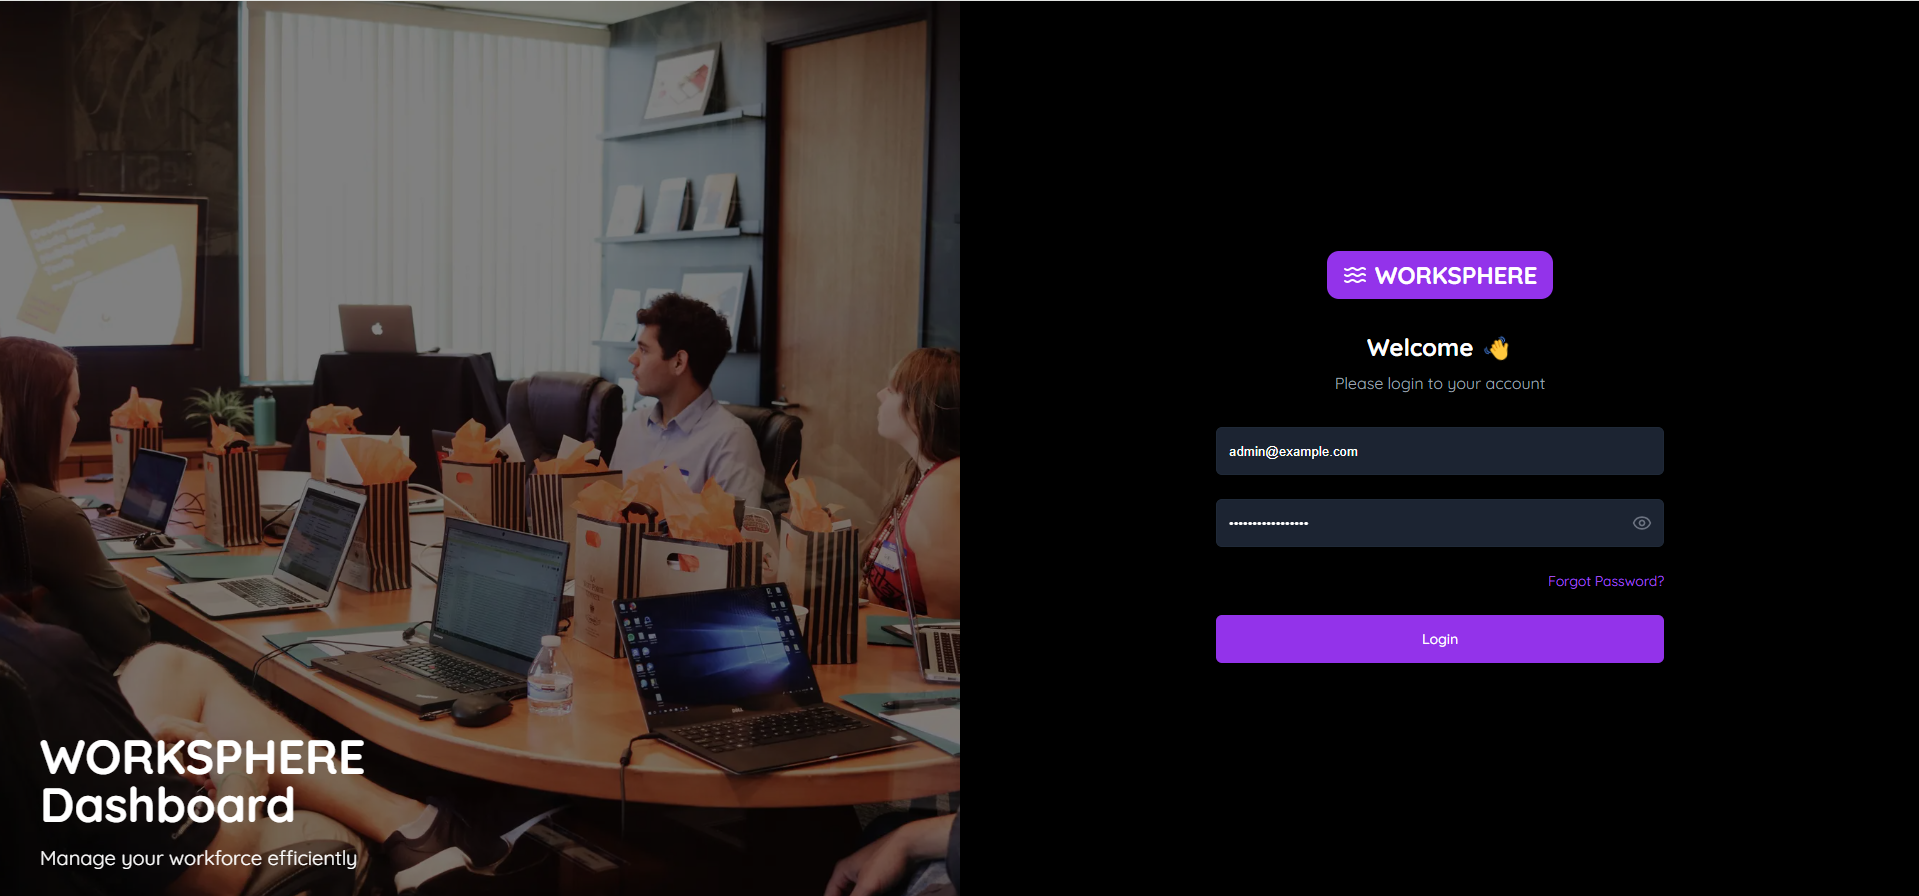 WORKSPHERE
Dashboard
Manage your workforce efficiently
WORKSPHERE
Welcome 👋
Please login to your account
admin@example.com
•••••••••••••••••
Forgot Password?
Login